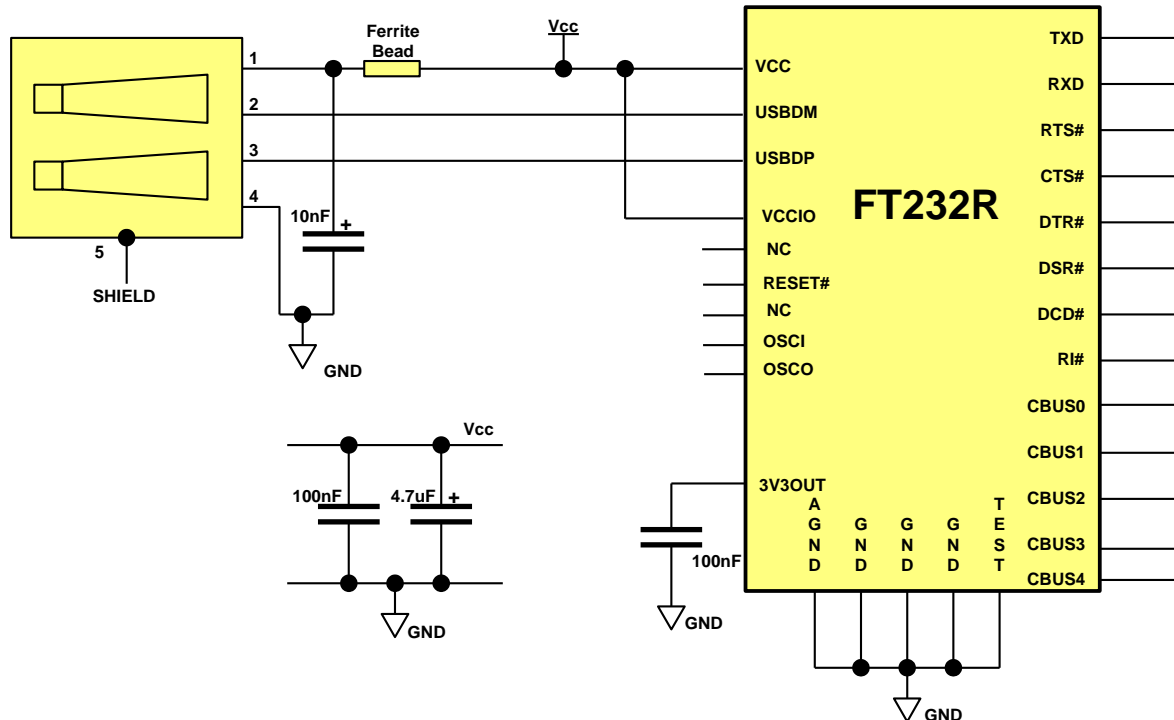 Ferrite
Bead
Vcc
1
2
3
4
5
SHIELD
10nF
+
GND
Vcc
100nF
4.7uF
+
GND
FT232R
VCC
USBDM
USBDP
VCCIO
NC
RESET#
NC
OSCI
OSCO
3V3OUT
100nF
GND
AGND
GND
GND
GND
TEST
GND
TXD
RXD
RTS#
CTS#
DTR#
DSR#
DCD#
RI#
CBUS0
CBUS1
CBUS2
CBUS3
CBUS4